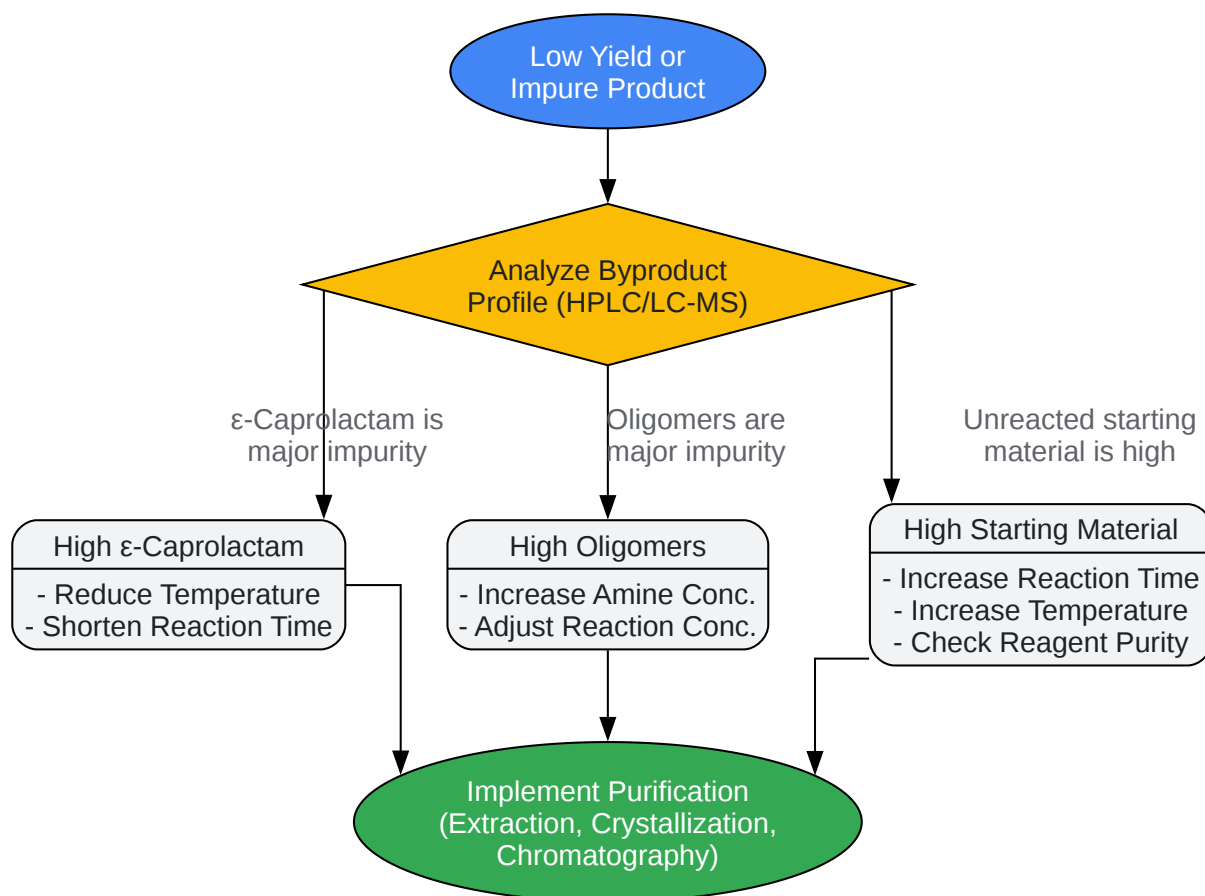 Low Yield or
Impure Product
Analyze Byproduct
Profile (HPLC/LC-MS)
ε-Caprolactam is
major impurity
Oligomers are
major impurity
Unreacted starting
material is high
High ε-Caprolactam
- Reduce Temperature
- Shorten Reaction Time
High Oligomers
- Increase Amine Conc.
- Adjust Reaction Conc.
High Starting Material
- Increase Reaction Time
- Increase Temperature
- Check Reagent Purity
Implement Purification
(Extraction, Crystallization,
Chromatography)